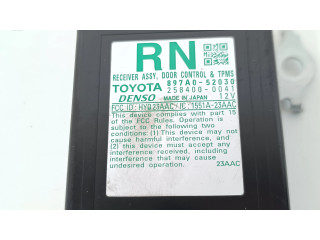 RN
RECEIVER ASSY, DOOR CONTROL & TPMS
TOYOTA 897A0-52030
258400-0041
DENSO MADE IN JAPAN 12V
FCC ID: HYQ23AAC/IC: 1551A-23AAC
This device complies with part 15
of the FCC Rules. Operation is
subject to the following two
conditions: (1) This device may not
cause harmful interference, and
(2) this device must accept any
interference received, including
interference that may cause
undesired operation. 23AAC